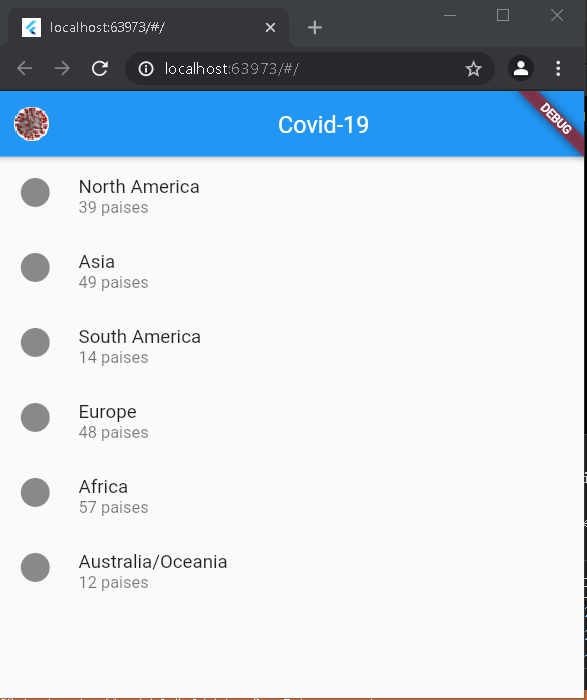 localhost:63973/#/
localhost:63973/#/
Covid-19
DEBUG
North America
39 paises
Asia
49 paises
South America
14 paises
Europe
48 paises
Africa
57 paises
Australia/Oceania
12 paises